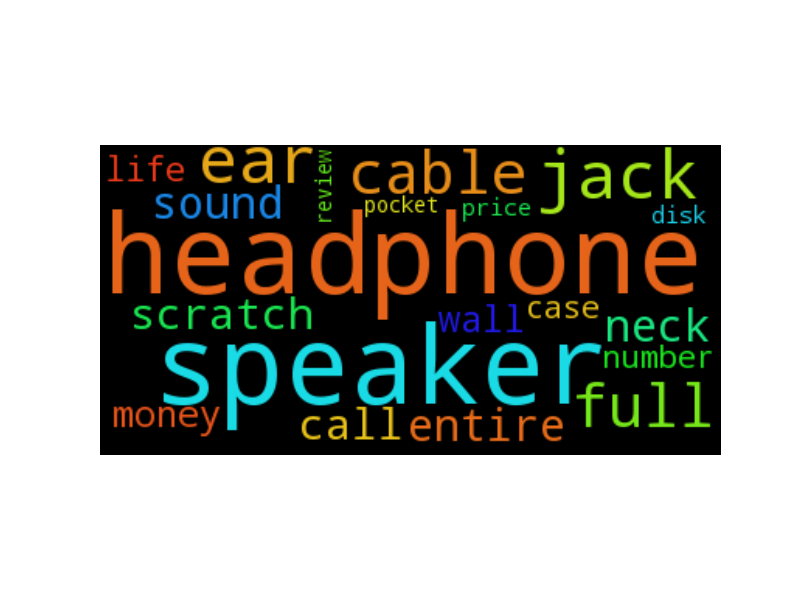 life ear review cable jack
sound pocket price disk
headphone
scratch wall case neck
speaker number
money call entire full